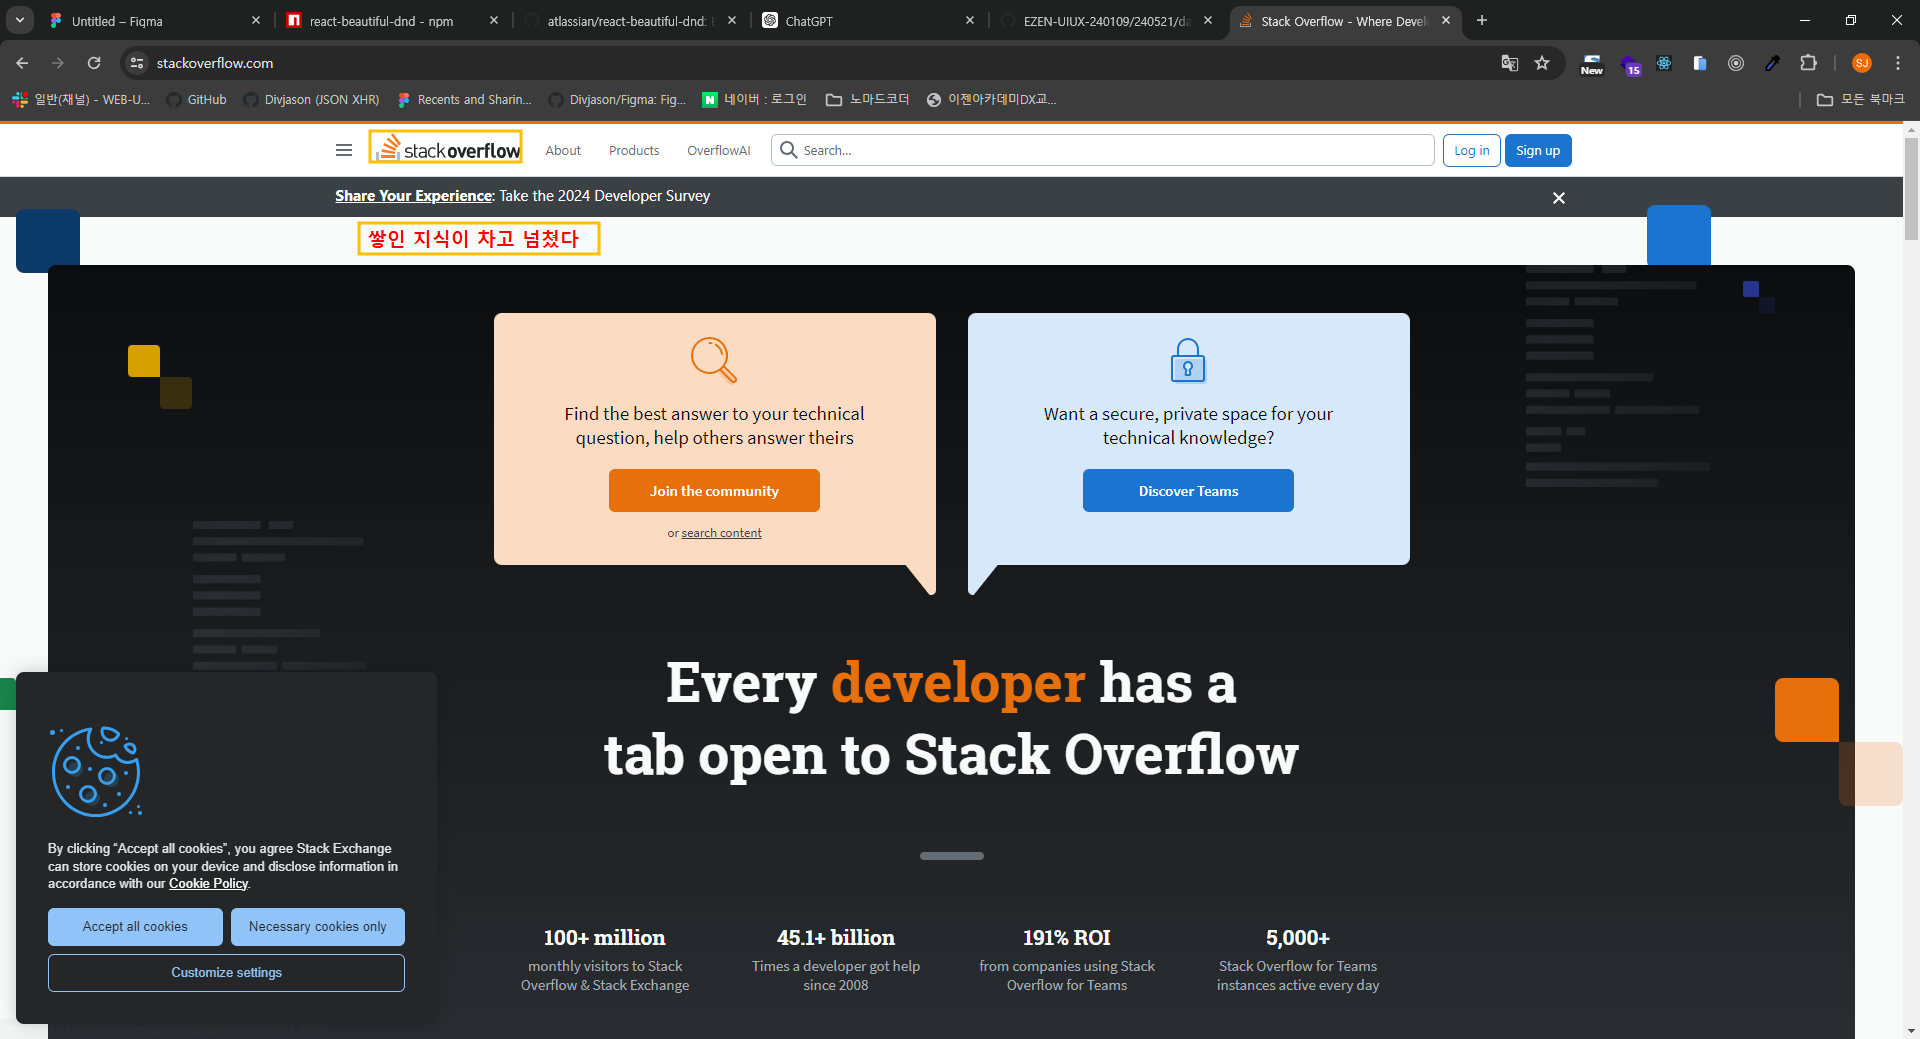 Untitled – Figma
react-beautiful-dnd - npm
atlassian/react-beautiful-dnd:
ChatGPT
EZEN-UIUX-240109/240521/da
Stack Overflow - Where Devel
stackoverflow.com
New
15
SJ
일반(채널) - WEB-U...
GitHub
Divjason (JSON XHR)
Recents and Sharin...
Divjason/Figma: Fig...
N
네이버 : 로그인
노마드코더
이젠아카데미DX교...
모든 북마크
stackoverflow
About
Products
OverflowAI
Search...
Log in
Sign up
Share Your Experience: Take the 2024 Developer Survey
쌓인 지식이 차고 넘쳤다
Find the best answer to your technical
question, help others answer theirs
Join the community
or search content
Want a secure, private space for your
technical knowledge?
Discover Teams
Every developer has a
tab open to Stack Overflow
By clicking “Accept all cookies”, you agree Stack Exchange
can store cookies on your device and disclose information in
accordance with our Cookie Policy.
Accept all cookies
Necessary cookies only
Customize settings
100+ million
monthly visitors to Stack
Overflow & Stack Exchange
45.1+ billion
Times a developer got help
since 2008
191% ROI
from companies using Stack
Overflow for Teams
5,000+
Stack Overflow for Teams
instances active every day